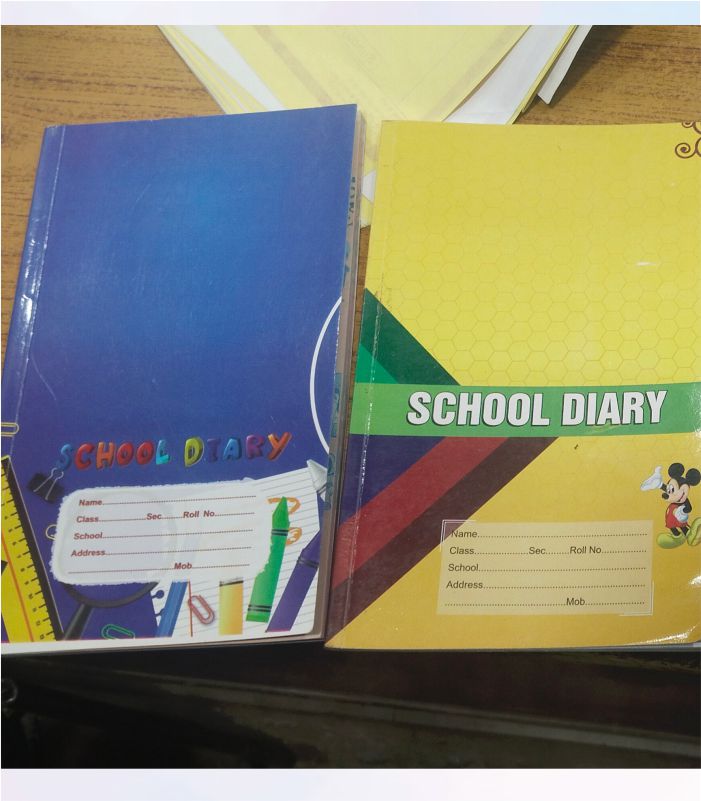 SCHOOL DIARY
Name
Class Sec Roll No
School
Address
Mob
SCHOOL DIARY
Name
Class Sec Roll No
School
Address
Mob